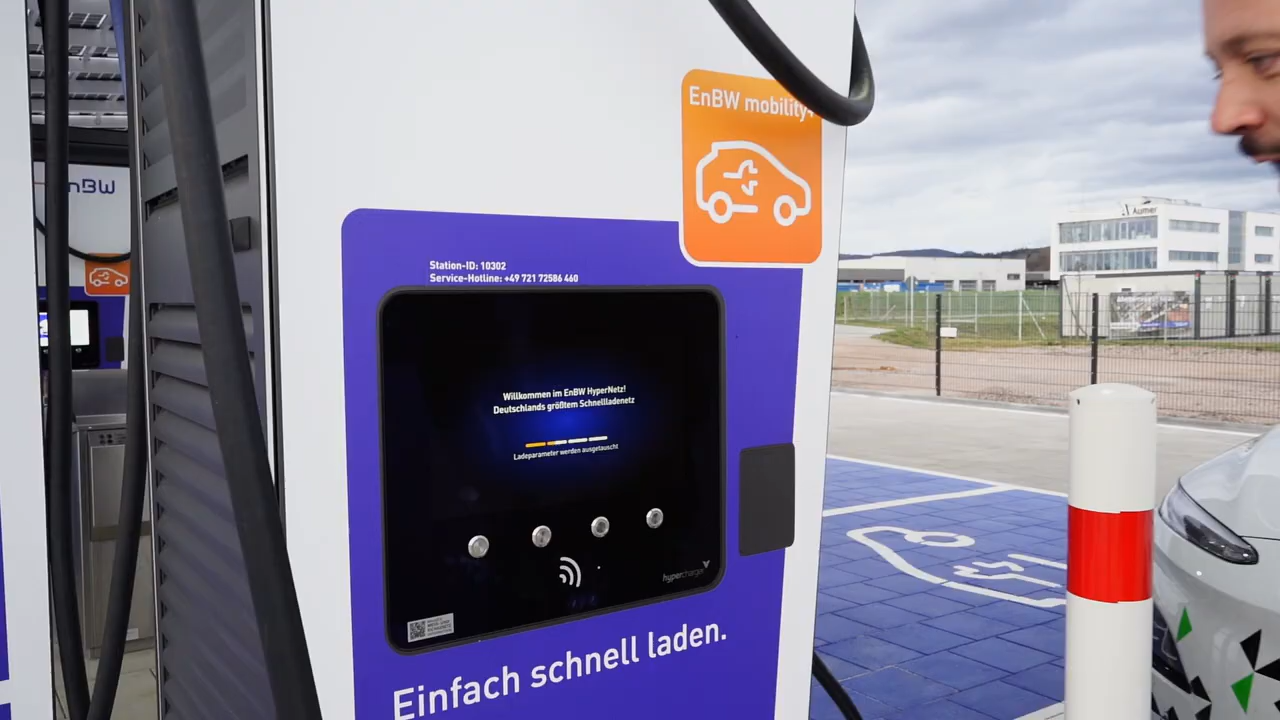 EnBW mobility+
EnBW
Station-ID: 10302
Service-Hotline: +49 721 72586 460
Willkommen im EnBW HyperNetz!
Deutschlands größtem Schnellladenetz
Ladeparameter werden ausgetauscht
hypercharger
Einfach schnell laden.
Aumer